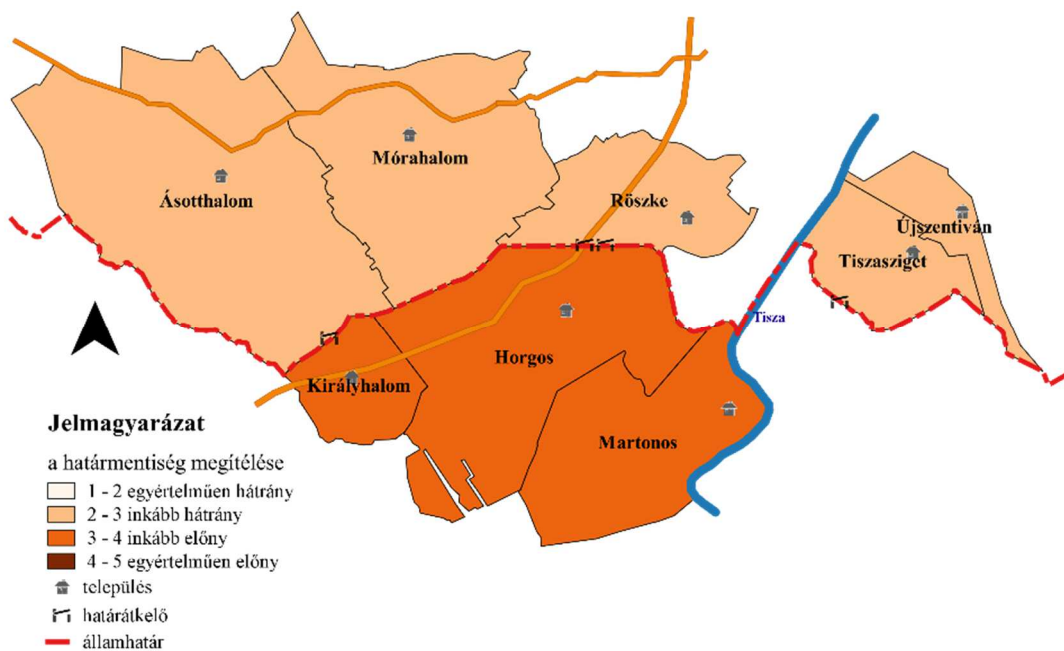 Mórahalom
Ásotthalom
Röszke
Újszentiván
Tiszasziget
Tisza
Horgos
Királyhalom
Martonos
Jelmagyarázat
a határmentiség megítélése
1 - 2 egyértelműen hátrány
2 - 3 inkább hátrány
3 - 4 inkább előny
4 - 5 egyértelműen előny
település
határátkelő
államhatár